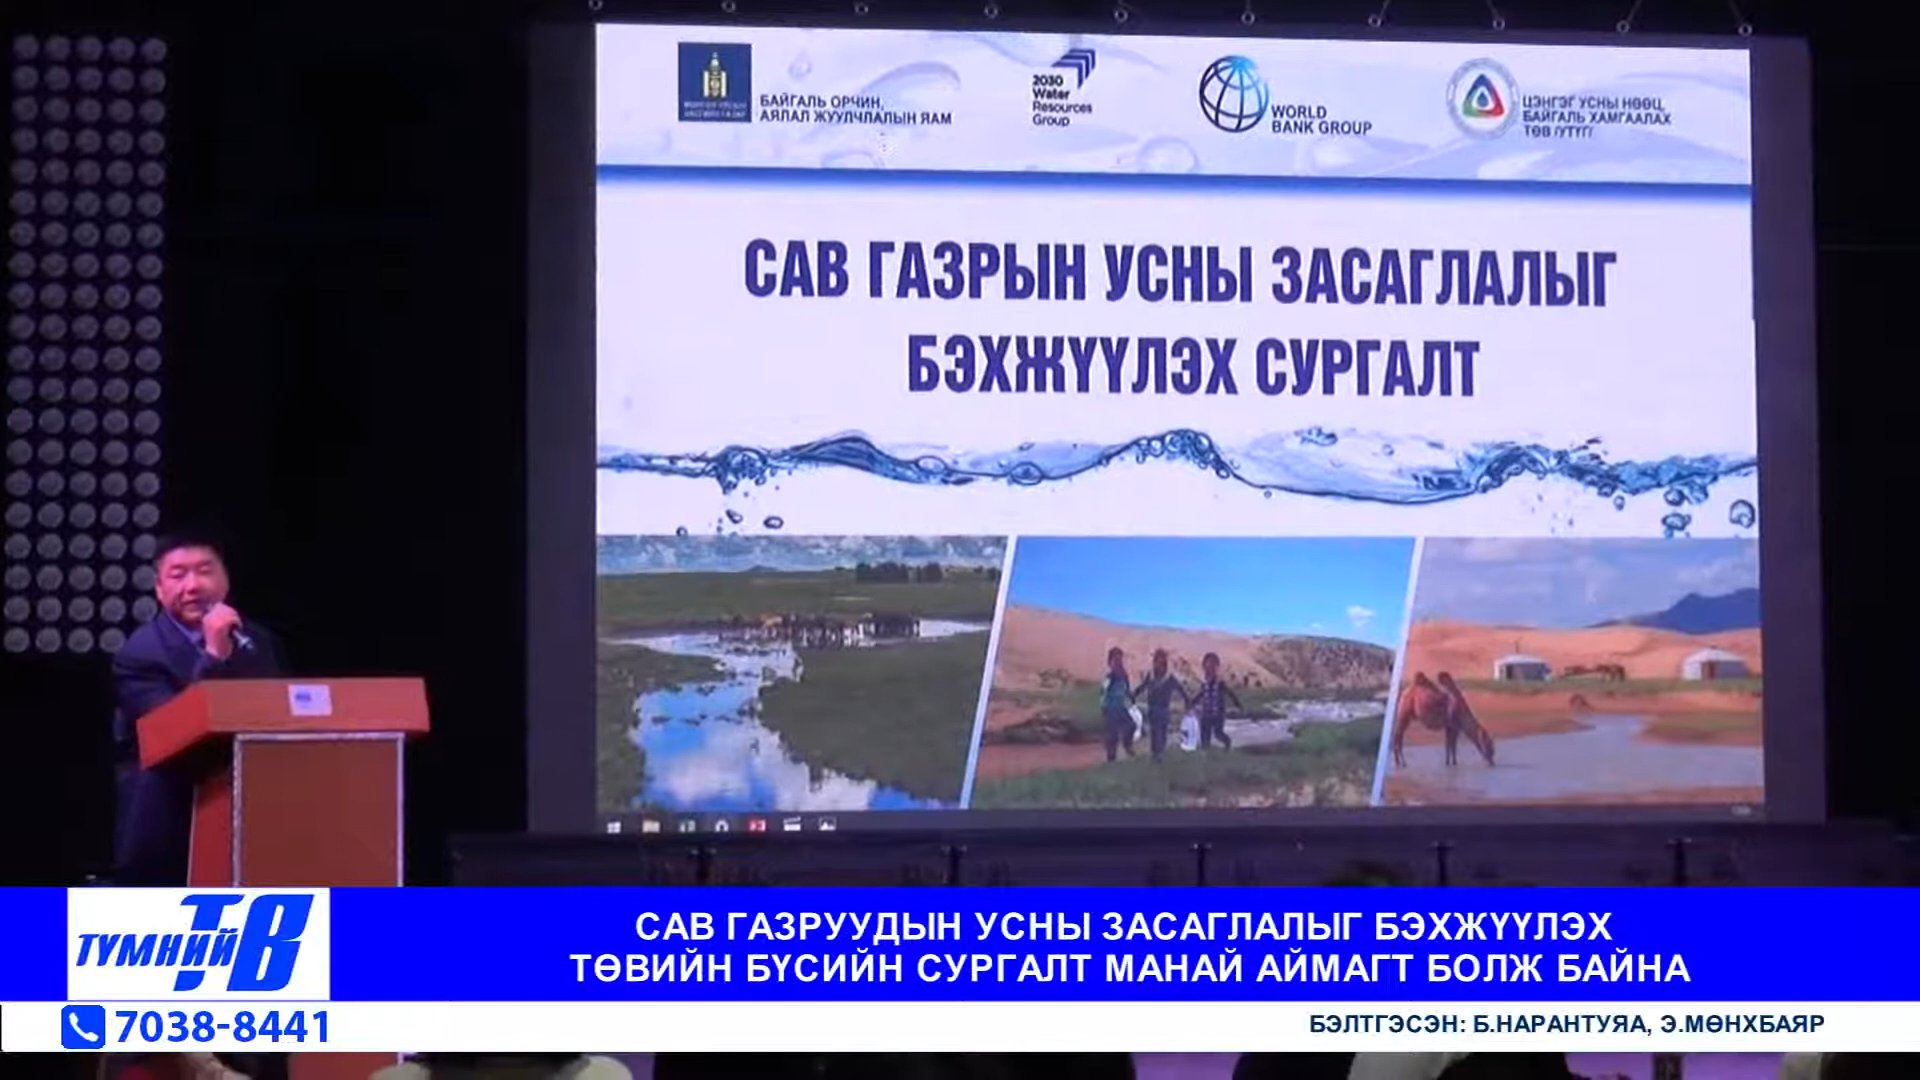 БАЙГАЛЬ ОРЧИН,
АЯЛАЛ ЖУУЛЧЛАЛЫН ЯАМ
2030
Water
Resources
Group
WORLD
BANK GROUP
ЦЭНГЭГ УСНЫ НӨӨЦ,
БАЙГАЛЬ ХАМГААЛАХ
ТӨВ /УТҮГ/
САВ ГАЗРЫН УСНЫ ЗАСАГЛАЛЫГ
БЭХЖҮҮЛЭХ СУРГАЛТ
ТҮМНИЙ ТВ
САВ ГАЗРУУДЫН УСНЫ ЗАСАГЛАЛЫГ БЭХЖҮҮЛЭХ
ТӨВИЙН БҮСИЙН СУРГАЛТ МАНАЙ АЙМАГТ БОЛЖ БАЙНА
7038-8441
БЭЛТГЭСЭН: Б.НАРАНТУЯА, Э.МӨНХБАЯР